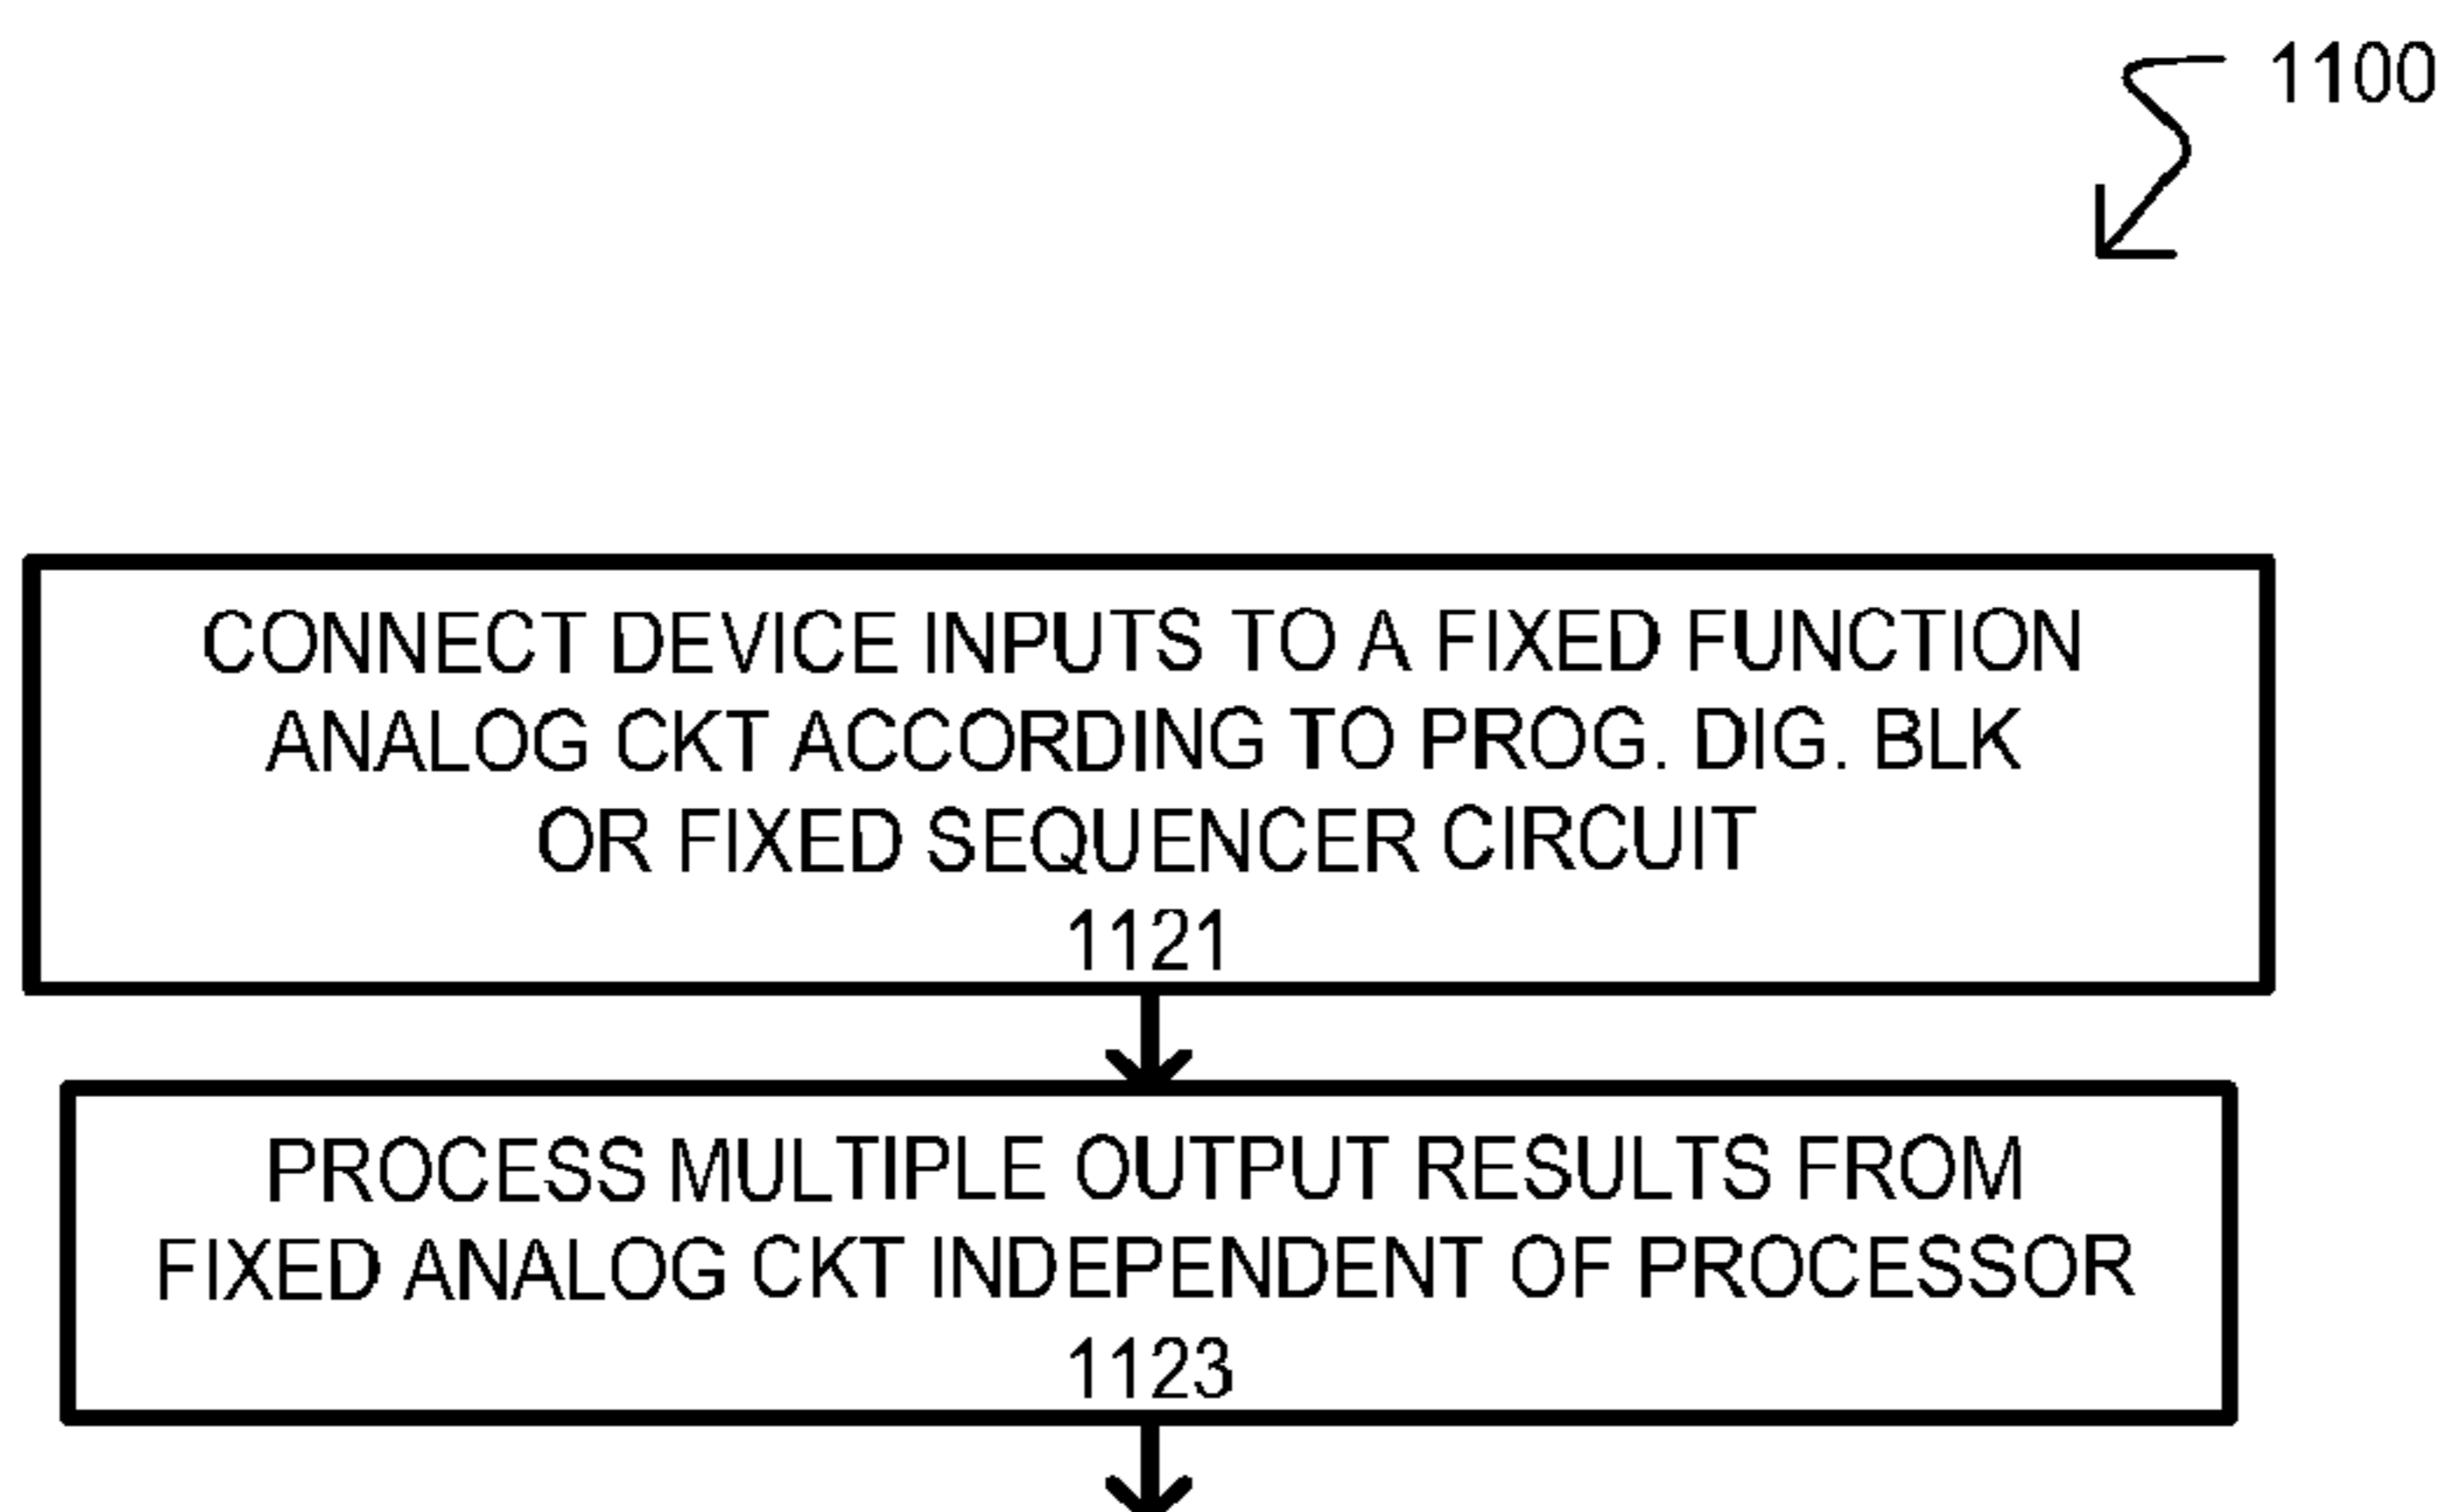 1100
CONNECT DEVICE INPUTS TO A FIXED FUNCTION
ANALOG CKT ACCORDING TO PROG. DIG. BLK
OR FIXED SEQUENCER CIRCUIT
1121
PROCESS MULTIPLE OUTPUT RESULTS FROM
FIXED ANALOG CKT INDEPENDENT OF PROCESSOR
1123